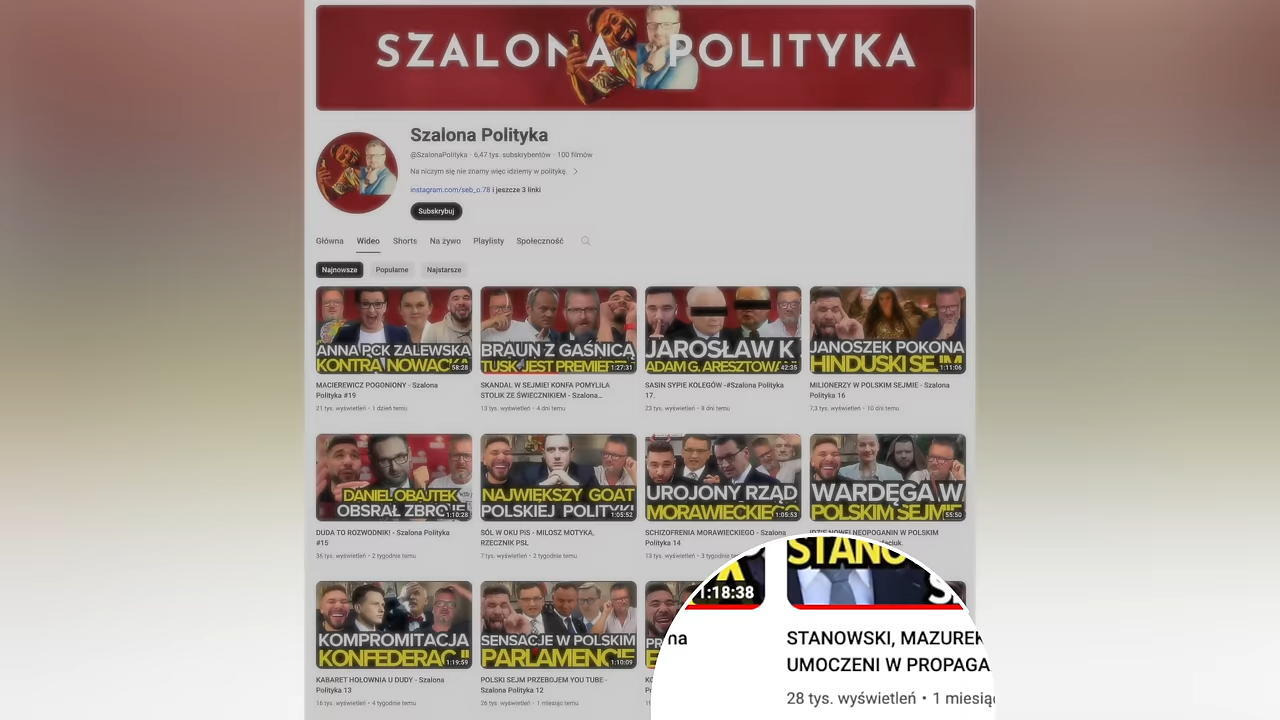 SZALONA POLITYKA
Szalona Polityka
@SzalonaPolityka · 6,47 tys. subskrybentów · 100 filmów
Na niczym się nie znamy więc idziemy w politykę.
instagram.com/seb_o.78 i jeszcze 3 linki
Subskrybuj
Główna Wideo Shorts Na żywo Playlisty Społeczność
Najnowsze Popularne Najstarsze
ANNA PCK ZALEWSKA
KONTRA NOWAC
58:28
BRAUN Z GAŚNICĄ
TUSK JEST PREMIER
1:27:31
JAROSŁAW K
ADAM G. ARESZTOWA
42:35
JANOSZEK POKONA
HINDUSKI SEJM
1:11:06
MACIEREWICZ POGONIONY - Szalona
Polityka #19
21 tys. wyświetleń • 1 dzień temu
SKANDAL W SEJMIE! KONFA POMYLIŁA
STOLIK ZE ŚWIECZNIKIEM - Szalona...
13 tys. wyświetleń • 4 dni temu
SASIN SYPIE KOLEGÓW -#Szalona Polityka
17.
23 tys. wyświetleń • 8 dni temu
MILIONERZY W POLSKIM SEJMIE - Szalona
Polityka 16
7,3 tys. wyświetleń • 10 dni temu
DANIEL OBAJTEK
OBSRAŁ ZBROJE
1:10:28
NAJWIĘKSZY GOAT
POLSKIEJ POLITYKI
1:05:52
UROJONY RZĄD
MORAWIECKIEG
1:05:53
WARDĘGA W
POLSKIM SEJMIE
55:50
DUDA TO ROZWODNIK! - Szalona Polityka
#15
36 tys. wyświetleń • 2 tygodnie temu
SÓL W OKU PiS - MIŁOSZ MOTYKA,
RZECZNIK PSL
7 tys. wyświetleń • 2 tygodnie temu
SCHIZOFRENIA MORAWIECKIEGO - Szalona
Polityka 14
13 tys. wyświetleń • 3 tygodnie
IDZIE NOWE! NEOPOGANIN W POLSKIM
KOMPROMITACJA
KONFEDERACJI
1:19:59
SENSACJE W POLSKIM
PARLAMENCIE
1:10:09
KABARET HOŁOWNIA U DUDY - Szalona
Polityka 13
16 tys. wyświetleń • 4 tygodnie temu
POLSKI SEJM PRZEBOJEM YOU TUBE -
Szalona Polityka 12
26 tys. wyświetleń • 1 miesiąc temu
1:18:38
na
STANO
STANOWSKI, MAZUREK
UMOCZENI W PROPAGA
28 tys. wyświetleń • 1 miesiąc